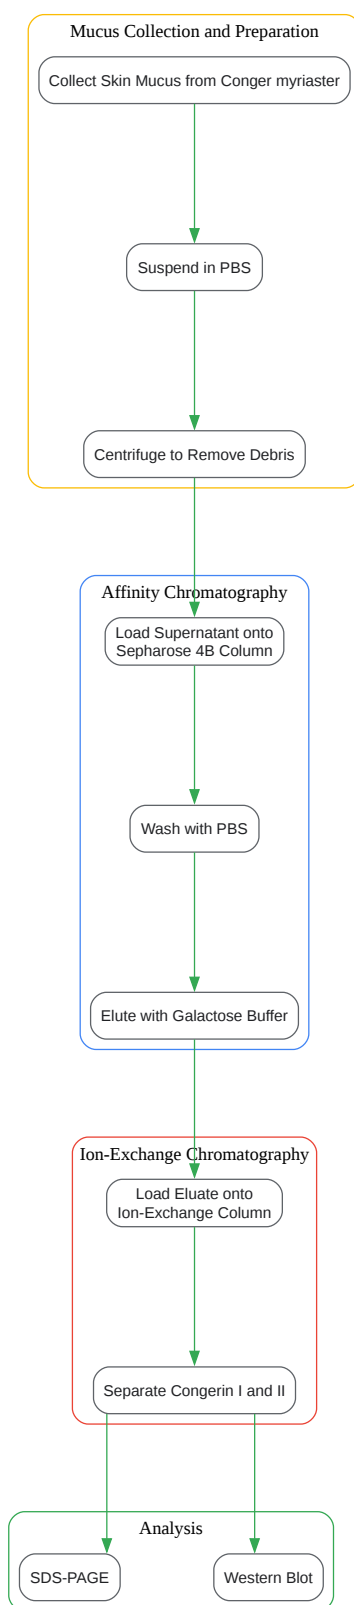 Mucus Collection and Preparation
Collect Skin Mucus from Conger myriaster
Suspend in PBS
Centrifuge to Remove Debris
Affinity Chromatography
Load Supernatant onto
Sepharose 4B Column
Wash with PBS
Elute with Galactose Buffer
Ion-Exchange Chromatography
Load Eluate onto
Ion-Exchange Column
Separate Congerin I and II
Analysis
SDS-PAGE
Western Blot